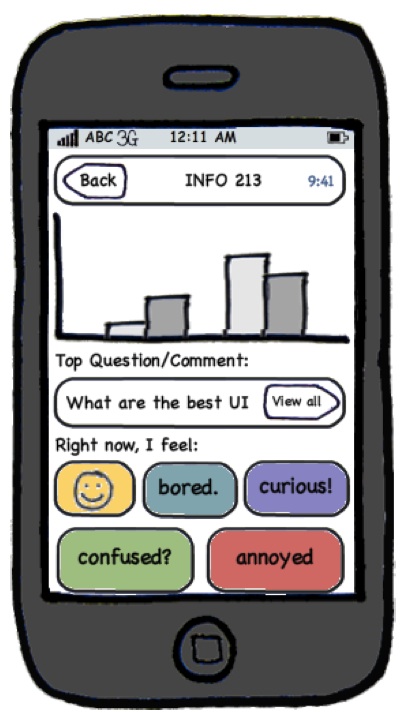 ABC 3G 12:11 AM
Back INFO 213 9:41
Top Question/Comment:
What are the best UI View all
Right now, I feel:
bored. curious!
confused? annoyed